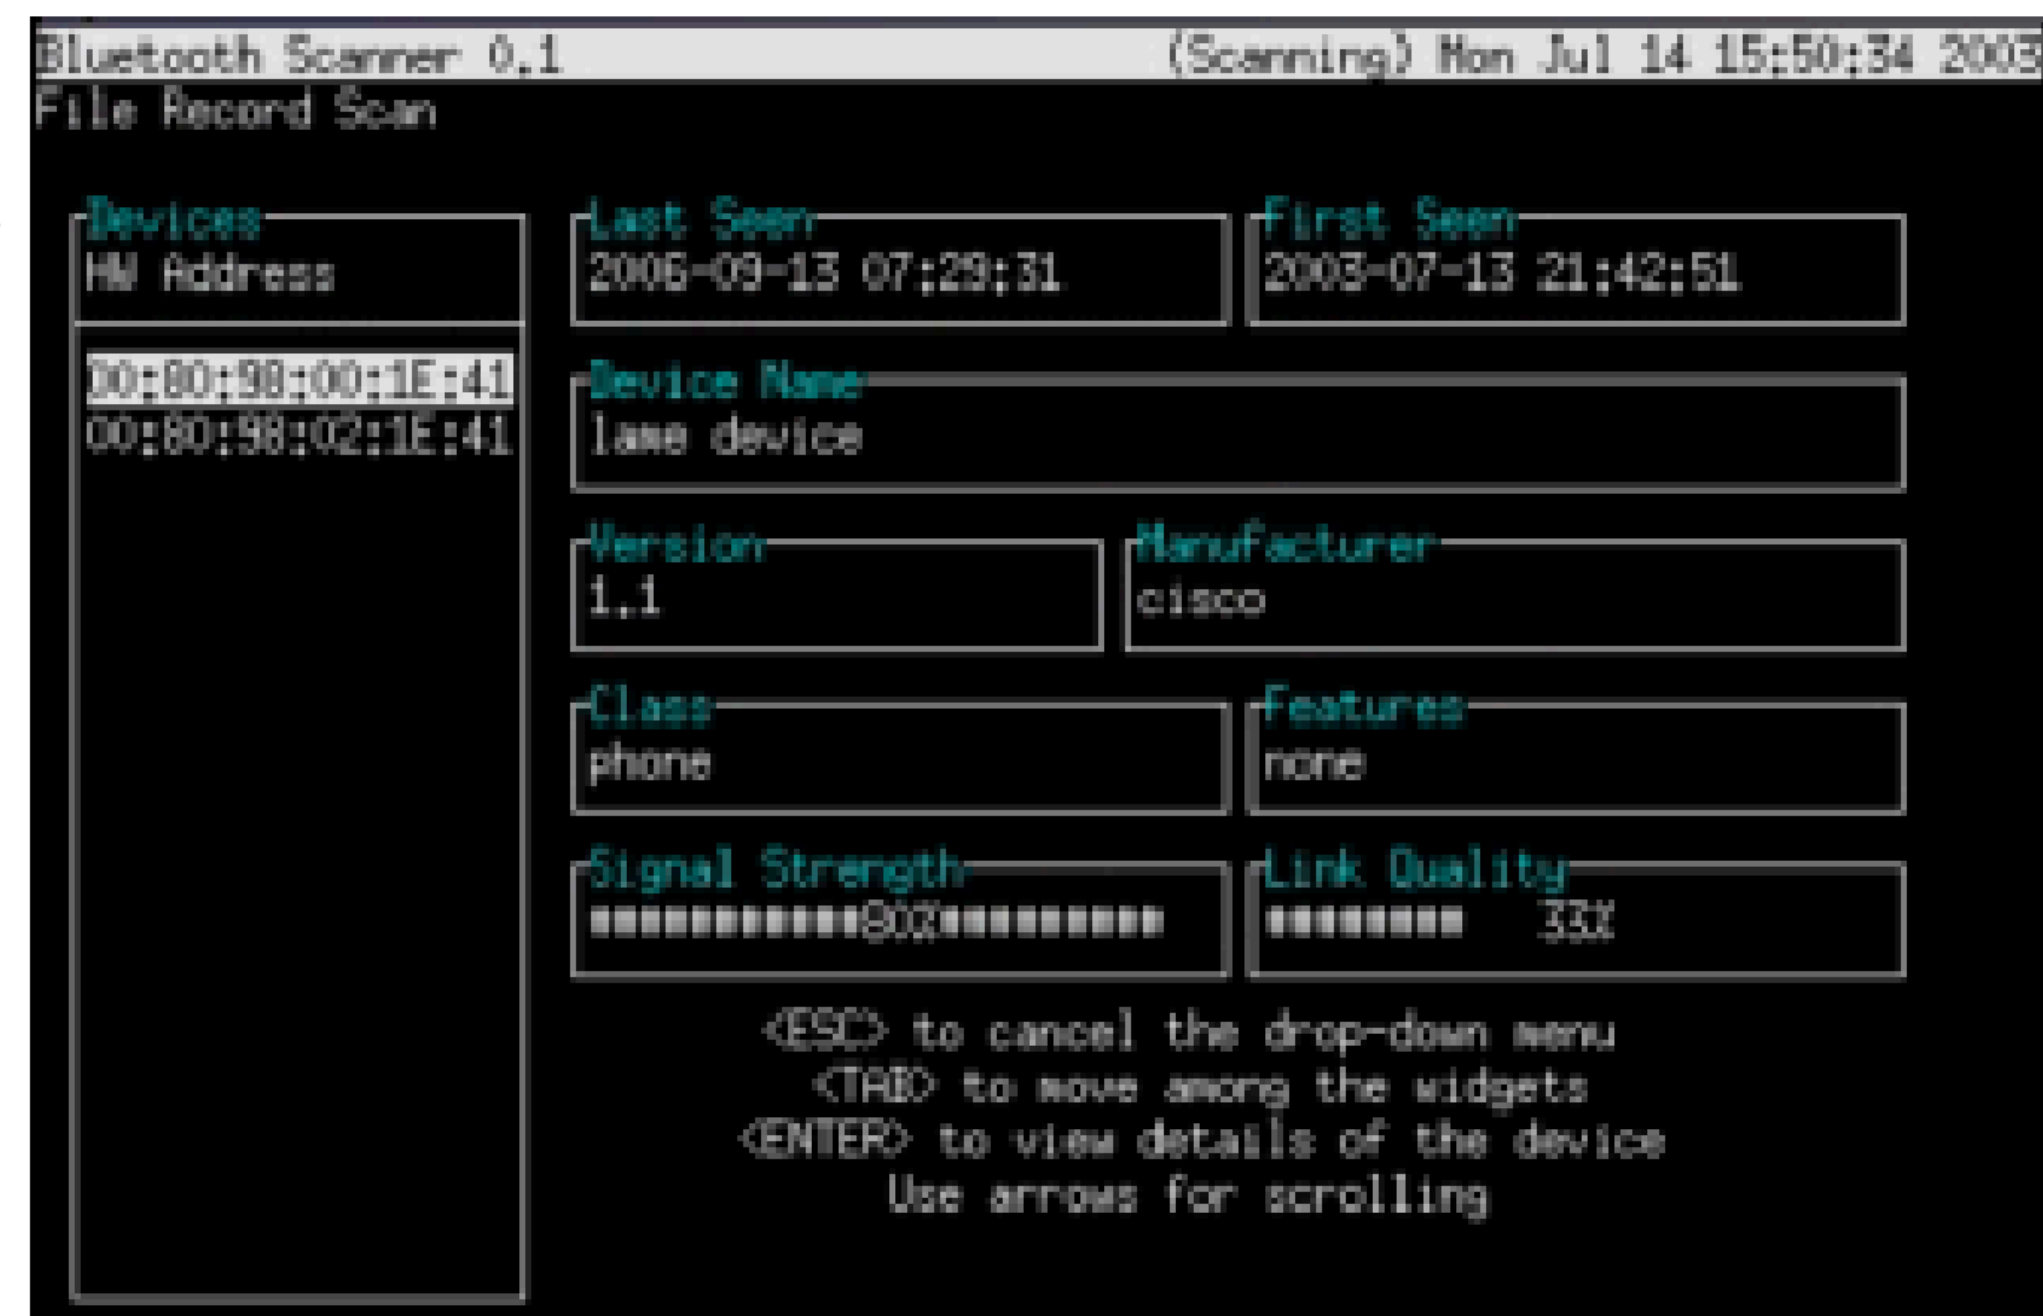 Bluetooth Scanner 0.1 (Scanning) Mon Jul 14 15:50:34 2003
File Record Scan
Devices
HW Address
00:80:98:00:1E:41
00:80:98:02:1E:41
Last Seen
2006-09-13 07:29:31
First Seen
2003-07-13 21:42:51
Device Name
lame device
Version
1.1
Manufacturer
cisco
Class
phone
Features
none
Signal Strength
80%
Link Quality
33%
<ESC> to cancel the drop-down menu
<TAB> to move among the widgets
<ENTER> to view details of the device
Use arrows for scrolling